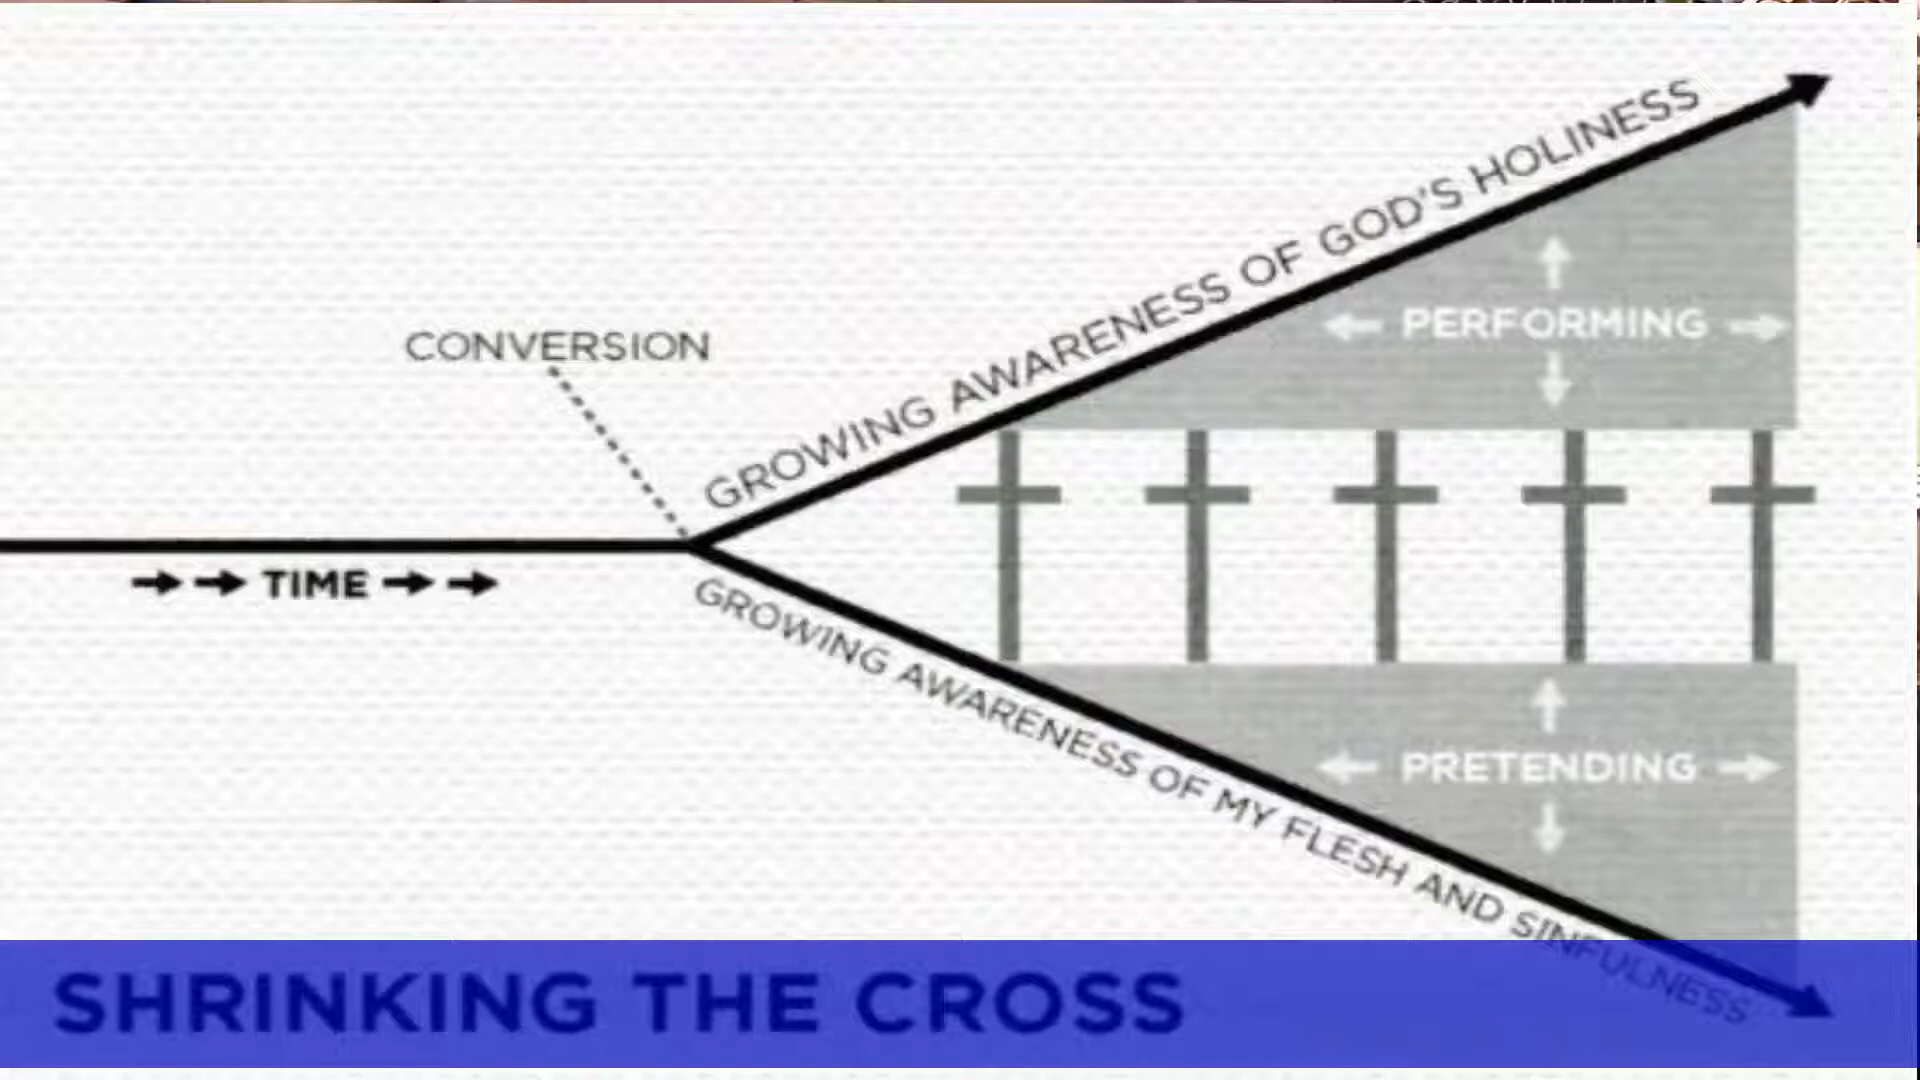 GROWING AWARENESS OF GOD'S HOLINESS
PERFORMING
CONVERSION
TIME
GROWING AWARENESS OF MY FLESH AND SINFULNESS
PRETENDING
SHRINKING THE CROSS